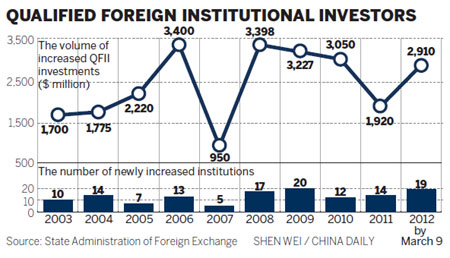 QUALIFIED FOREIGN INSTITUTIONAL INVESTORS
3,500
2,500
1,500
500
The volume of
increased QFII
investments
($ million)
1,700
1,775
2,220
3,400
950
3,398
3,227
3,050
1,920
2,910
The number of newly increased institutions
20
10
0
10
14
7
13
5
17
20
12
14
19
2003 2004 2005 2006 2007 2008 2009 2010 2011 2012
by
March 9
Source: State Administration of Foreign Exchange SHEN WEI / CHINA DAILY